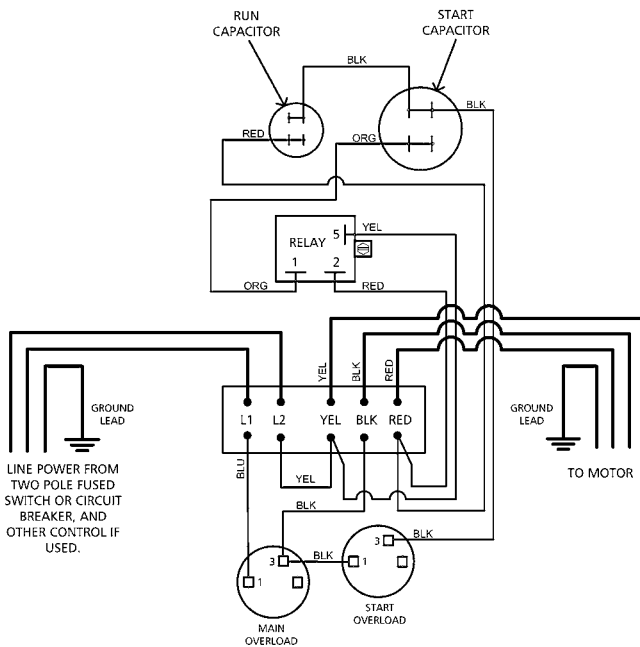 RUN
CAPACITOR
START
CAPACITOR
BLK
BLK
RED
ORG
YEL
5
RELAY
1
2
ORG
RED
YEL
BLK
RED
L1
L2
YEL
BLK
RED
GROUND
LEAD
GROUND
LEAD
LINE POWER FROM
TWO POLE FUSED
SWITCH OR CIRCUIT
BREAKER, AND
OTHER CONTROL IF
USED.
TO MOTOR
BLU
YEL
BLK
BLK
3
BLK
3
1
1
MAIN
OVERLOAD
START
OVERLOAD